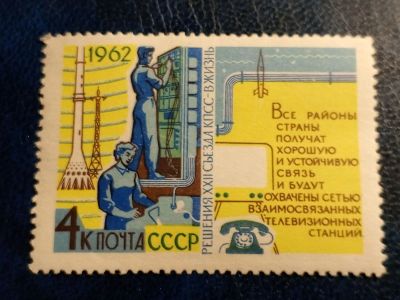 1962
4К ПОЧТА СССР
РЕШЕНИЯ XXII СЪЕЗДА КПСС-В ЖИЗНЬ
ВСЕ РАЙОНЫ
СТРАНЫ
ПОЛУЧАТ
ХОРОШУЮ
И УСТОЙЧИВУЮ
СВЯЗЬ
И БУДУТ
ОХВАЧЕНЫ СЕТЬЮ
ВЗАИМОСВЯЗАННЫХ
ТЕЛЕВИЗИОННЫХ
СТАНЦИЙ